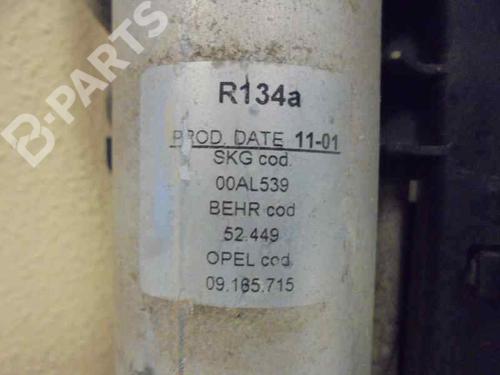 B-PARTS
R134a
PROD. DATE 11-01
SKG cod.
00AL539
BEHR cod
52.449
OPEL cod
09.165.715